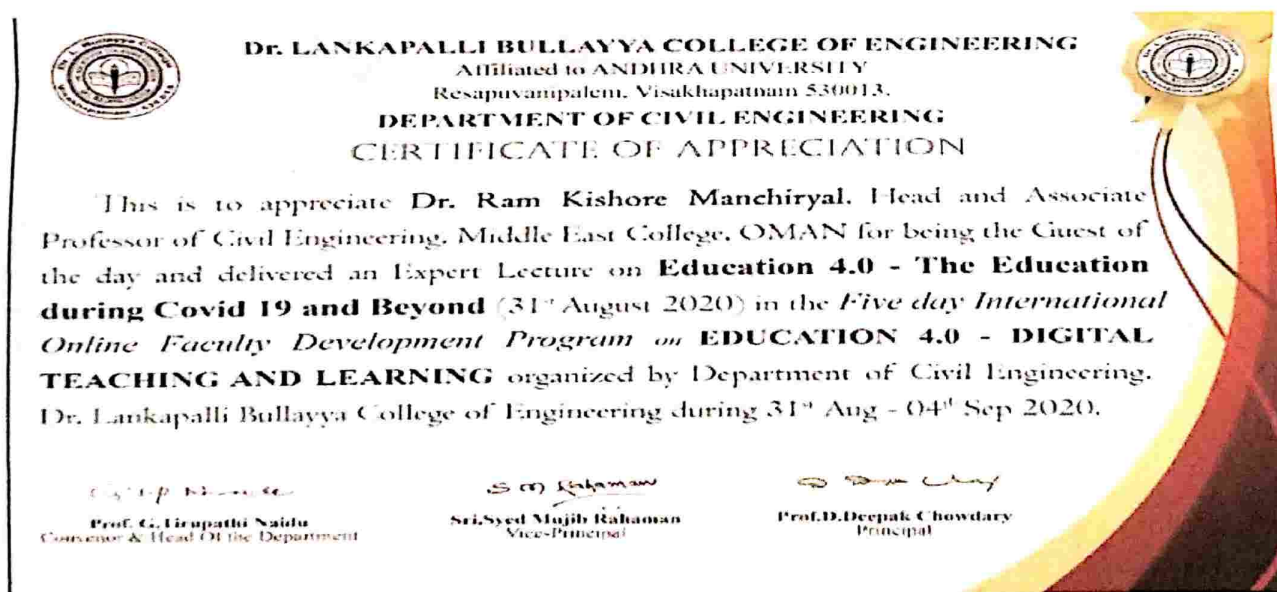 Dr. LANKAPALLI BULLAYYA COLLEGE OF ENGINEERING
Affiliated to ANDHRA UNIVERSITY
Resapuvanipalem, Visakhapatnam 530013.
DEPARTMENT OF CIVIL ENGINEERING
CERTIFICATE OF APPRECIATION
This is to appreciate Dr. Ram Kishore Manchiryal, Head and Associate
Professor of Civil Engineering, Middle East College, OMAN for being the Guest of
the day and delivered an Expert Lecture on Education 4.0 - The Education
during Covid 19 and Beyond (31st August 2020) in the Five day International
Online Faculty Development Program on EDUCATION 4.0 - DIGITAL
TEACHING AND LEARNING organized by Department of Civil Engineering,
Dr. Lankapalli Bullayya College of Engineering during 31st Aug - 04th Sep 2020.
S M Rahaman
Prof. G.Tirupathi Naidu
Convenor & Head Of the Department
Sri.Syed Mujib Rahaman
Vice-Principal
Prof.D.Deepak Chowdary
Principal